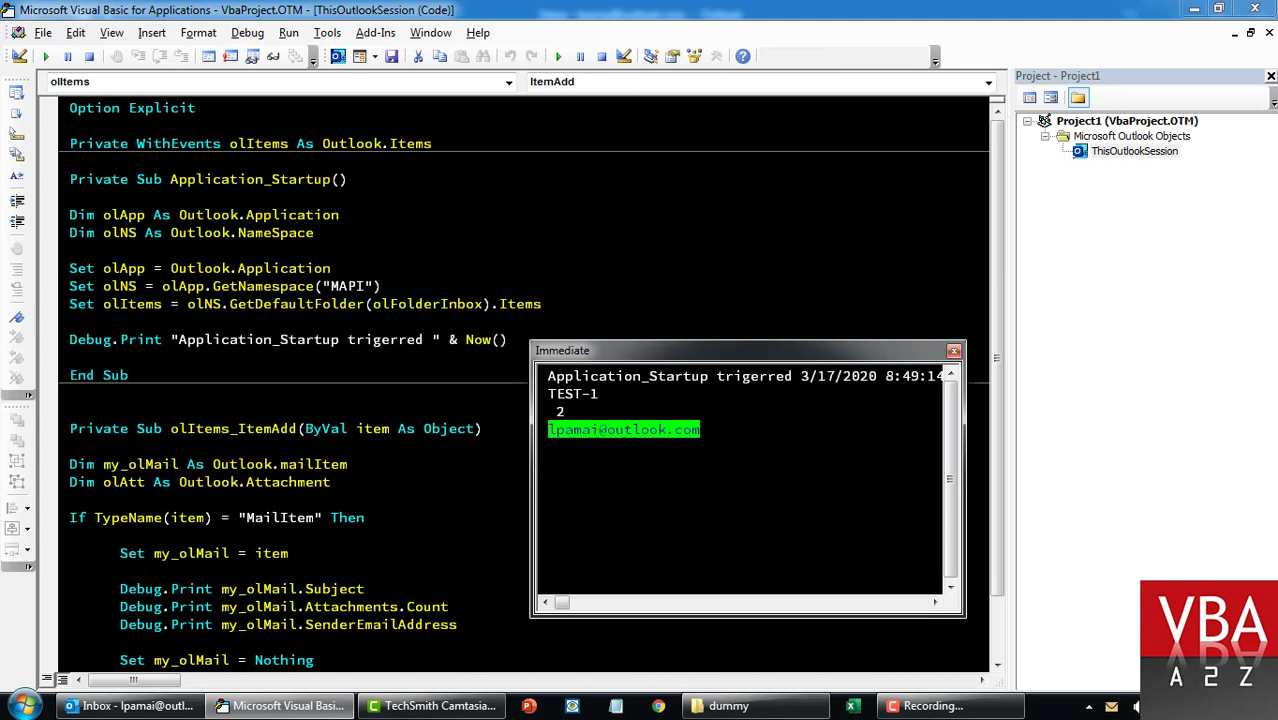 Microsoft Visual Basic for Applications - VbaProject.OTM - [ThisOutlookSession (Code)]
File Edit View Insert Format Debug Run Tools Add-Ins Window Help
olItems
ItemAdd
Project - Project1
Option Explicit
Private WithEvents olItems As Outlook.Items
Private Sub Application_Startup()
Dim olApp As Outlook.Application
Dim olNS As Outlook.NameSpace
Set olApp = Outlook.Application
Set olNS = olApp.GetNamespace("MAPI")
Set olItems = olNS.GetDefaultFolder(olFolderInbox).Items
Debug.Print "Application_Startup trigerred " & Now()
End Sub
Private Sub olItems_ItemAdd(ByVal item As Object)
Dim my_olMail As Outlook.mailItem
Dim olAtt As Outlook.Attachment
If TypeName(item) = "MailItem" Then
Set my_olMail = item
Debug.Print my_olMail.Subject
Debug.Print my_olMail.Attachments.Count
Debug.Print my_olMail.SenderEmailAddress
Set my_olMail = Nothing
Immediate
Application_Startup trigerred 3/17/2020 8:49:14
TEST-1
2
lpamai@outlook.com
Project1 (VbaProject.OTM)
Microsoft Outlook Objects
ThisOutlookSession
VBA
A 2 Z
Inbox - lpamai@outl...
Microsoft Visual Basi...
TechSmith Camtasia...
dummy
Recording...